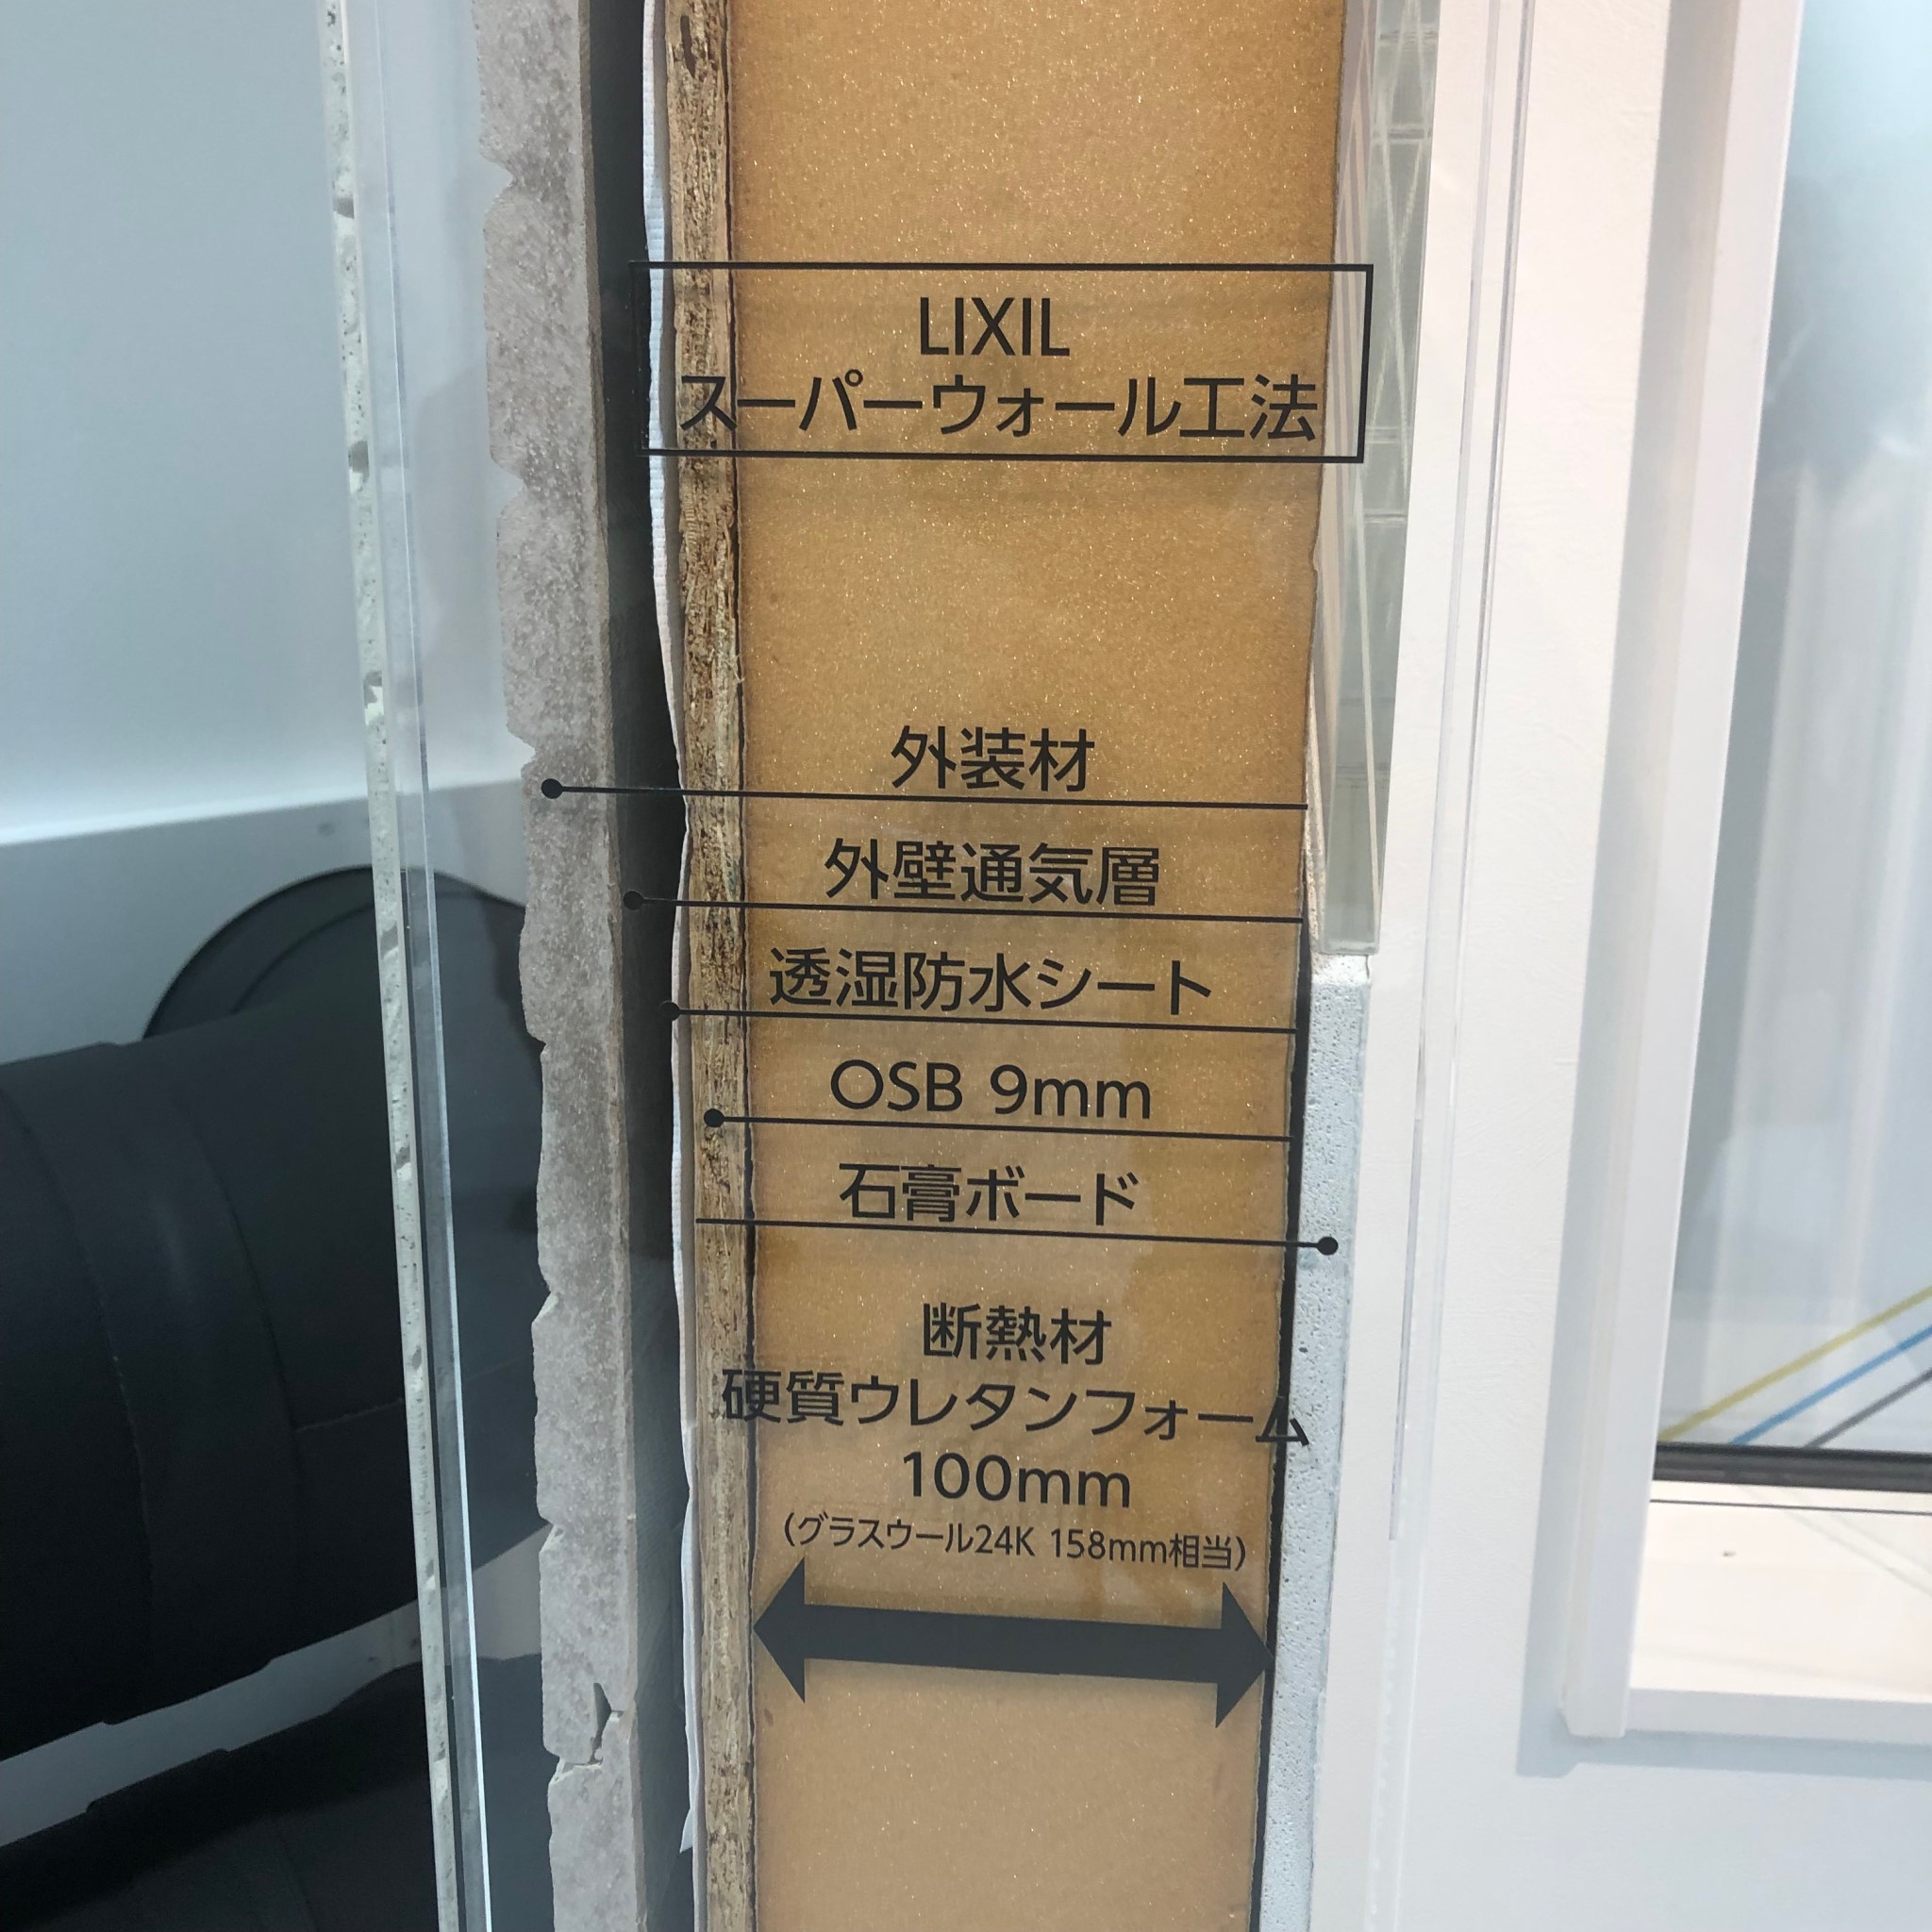 LIXIL
スーパーウォール工法
外装材
外壁通気層
透湿防水シート
OSB 9mm
石膏ボード
断熱材
硬質ウレタンフォーム
100mm
(グラスウール24K 158mm相当)